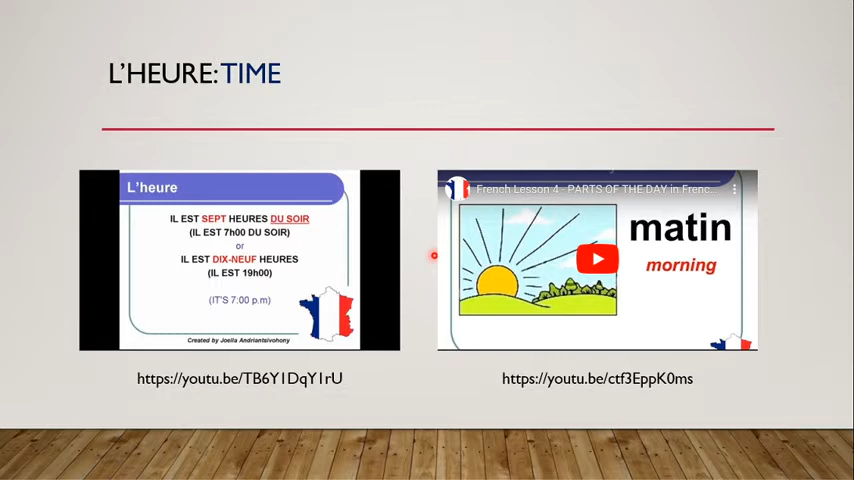 L'HEURE: TIME
L'heure
IL EST SEPT HEURES DU SOIR
(IL EST 7h00 DU SOIR)
or
IL EST DIX-NEUF HEURES
(IL EST 19h00)
(IT'S 7:00 p.m)
Created by Joella Andriantsivohony
https://youtu.be/TB6Y1DqY1rU
French Lesson 4 - PARTS OF THE DAY in Frenc...
matin
morning
https://youtu.be/ctf3EppK0ms